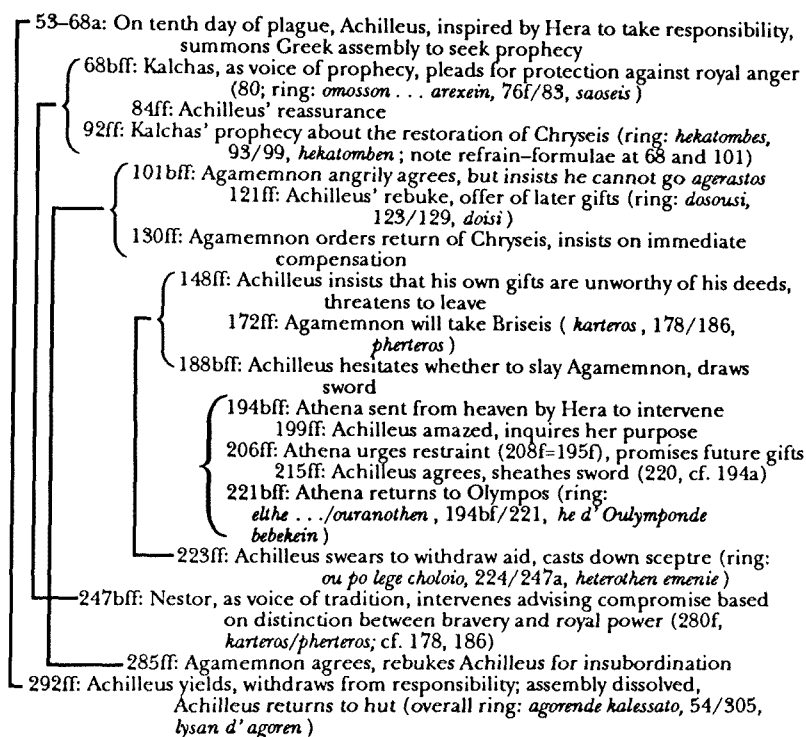 53–68a: On tenth day of plague, Achilleus, inspired by Hera to take responsibility,
summons Greek assembly to seek prophecy
68bff: Kalchas, as voice of prophecy, pleads for protection against royal anger
(80; ring: omosson . . . arexein, 76f/83, saoseis)
84ff: Achilleus' reassurance
92ff: Kalchas' prophecy about the restoration of Chryseis (ring: hekatombes,
93/99, hekatomben; note refrain–formulae at 68 and 101)
101bff: Agamemnon angrily agrees, but insists he cannot go agerastos
121ff: Achilleus' rebuke, offer of later gifts (ring: dosousi,
123/129, doisi)
130ff: Agamemnon orders return of Chryseis, insists on immediate
compensation
148ff: Achilleus insists that his own gifts are unworthy of his deeds,
threatens to leave
172ff: Agamemnon will take Briseis ( karteros, 178/186,
pherteros)
188bff: Achilleus hesitates whether to slay Agamemnon, draws
sword
194bff: Athena sent from heaven by Hera to intervene
199ff: Achilleus amazed, inquires her purpose
206ff: Athena urges restraint (208f=195f), promises future gifts
215ff: Achilleus agrees, sheathes sword (220, cf. 194a)
221bff: Athena returns to Olympos (ring:
elthe . . ./ouranothen, 194bf/221, he d' Oulymponde
bebekein)
223ff: Achilleus swears to withdraw aid, casts down sceptre (ring:
ou po lege choloio, 224/247a, heterothen emenie)
247bff: Nestor, as voice of tradition, intervenes advising compromise based
on distinction between bravery and royal power (280f,
karteros/pherteros; cf. 178, 186)
285ff: Agamemnon agrees, rebukes Achilleus for insubordination
292ff: Achilleus yields, withdraws from responsibility; assembly dissolved,
Achilleus returns to hut (overall ring: agorende kalessato, 54/305,
lysan d' agoren)